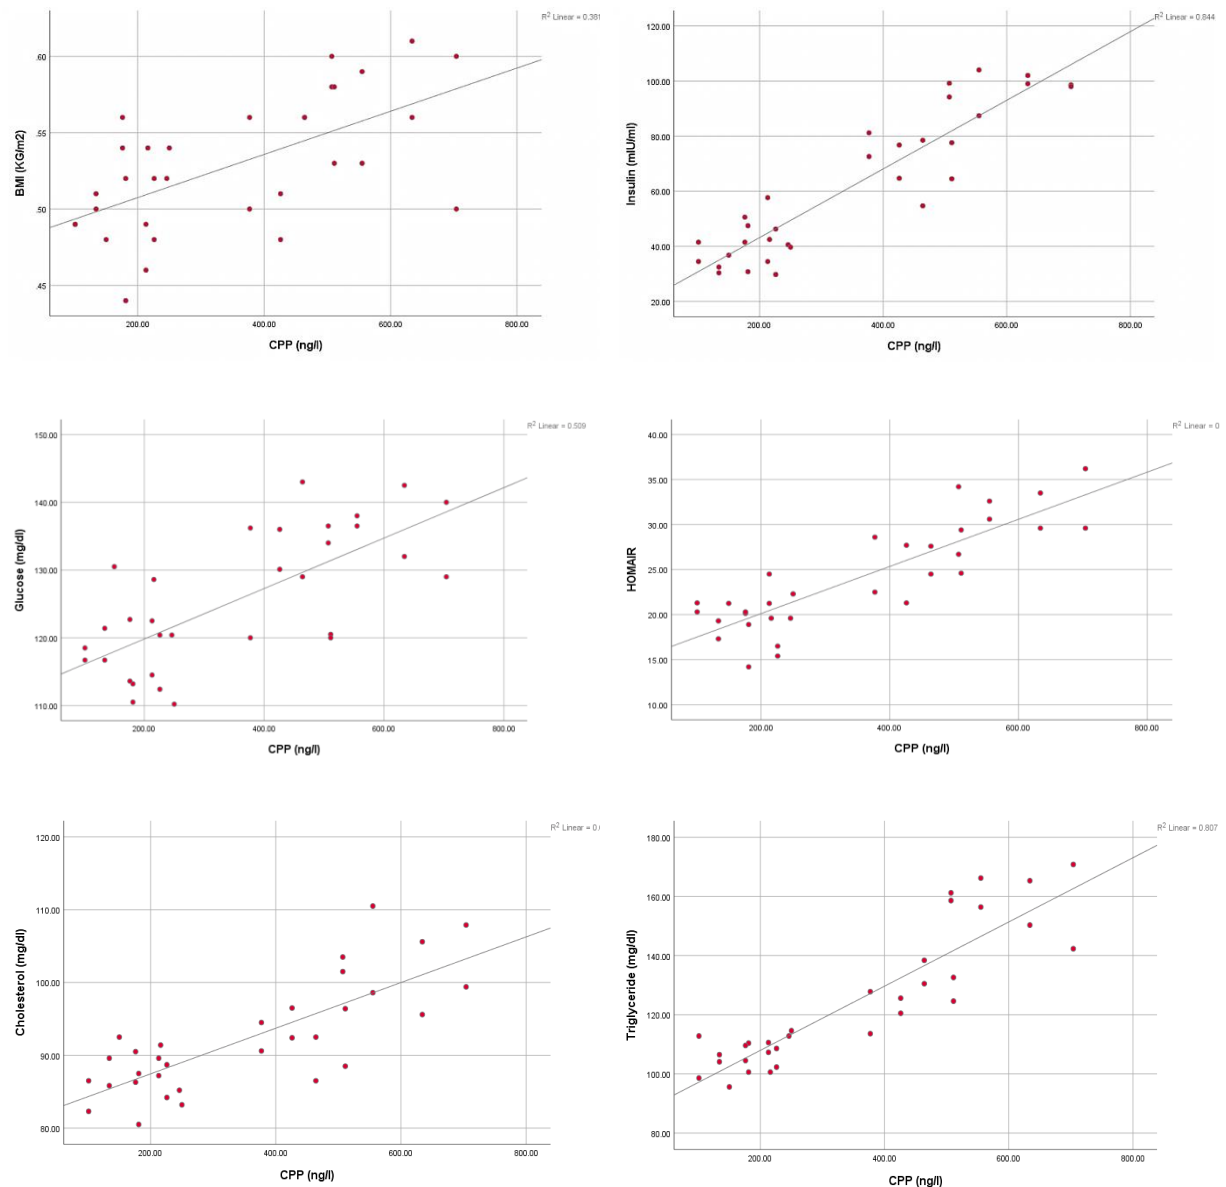 R2 Linear = 0.381
.60
.55
.50
.45
BMI (KG/m2)
200.00 400.00 600.00 800.00
CPP (ng/l)
R2 Linear = 0.844
120.00
100.00
80.00
60.00
40.00
20.00
Insulin (mIU/ml)
200.00 400.00 600.00 800.00
CPP (ng/l)
R2 Linear = 0.509
150.00
140.00
130.00
120.00
110.00
Glucose (mg/dl)
200.00 400.00 600.00 800.00
CPP (ng/l)
R2 Linear = 0
40.00
35.00
30.00
25.00
20.00
15.00
10.00
HOMAIR
200.00 400.00 600.00 800.00
CPP (ng/l)
R2 Linear = 0.
120.00
110.00
100.00
90.00
80.00
Cholesterol (mg/dl)
200.00 400.00 600.00 800.00
CPP (ng/l)
R2 Linear = 0.807
180.00
160.00
140.00
120.00
100.00
80.00
Triglyceride (mg/dl)
200.00 400.00 600.00 800.00
CPP (ng/l)